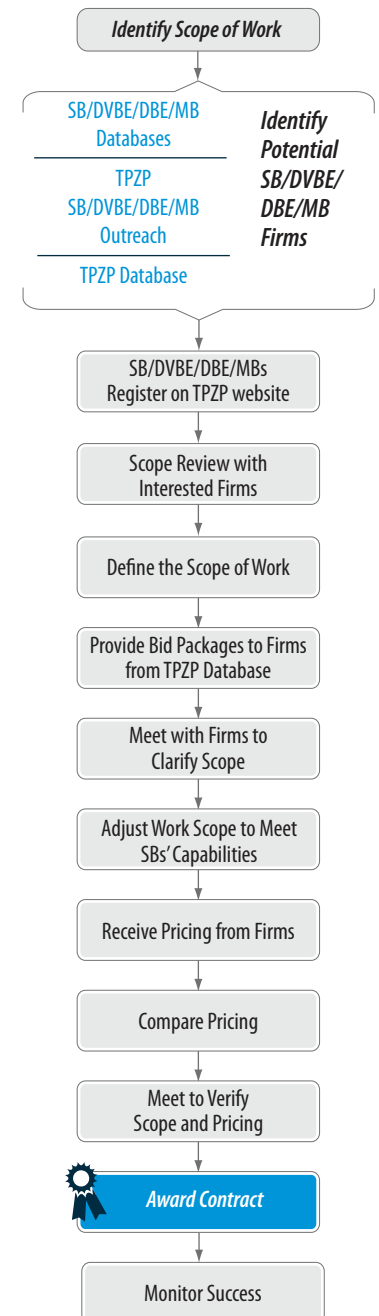 Identify Scope of Work
SB/DVBE/DBE/MB
Databases
TPZP
SB/DVBE/DBE/MB
Outreach
TPZP Database
Identify
Potential
SB/DVBE/
DBE/MB
Firms
SB/DVBE/DBE/MBs
Register on TPZP website
Scope Review with
Interested Firms
Define the Scope of Work
Provide Bid Packages to Firms
from TPZP Database
Meet with Firms to
Clarify Scope
Adjust Work Scope to Meet
SBs’ Capabilities
Receive Pricing from Firms
Compare Pricing
Meet to Verify
Scope and Pricing
Award Contract
Monitor Success